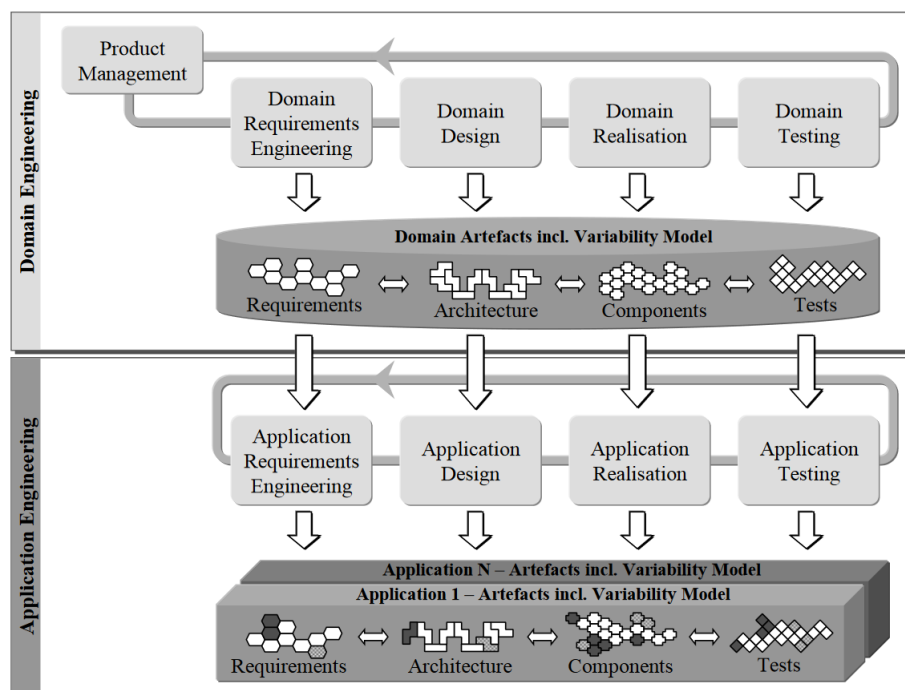 Domain Engineering
Product
Management
Domain
Requirements
Engineering
Domain
Design
Domain
Realisation
Domain
Testing
Domain Artefacts incl. Variability Model
Requirements
Architecture
Components
Tests
Application Engineering
Application
Requirements
Engineering
Application
Design
Application
Realisation
Application
Testing
Application N – Artefacts incl. Variability Model
Application 1 – Artefacts incl. Variability Model
Requirements
Architecture
Components
Tests